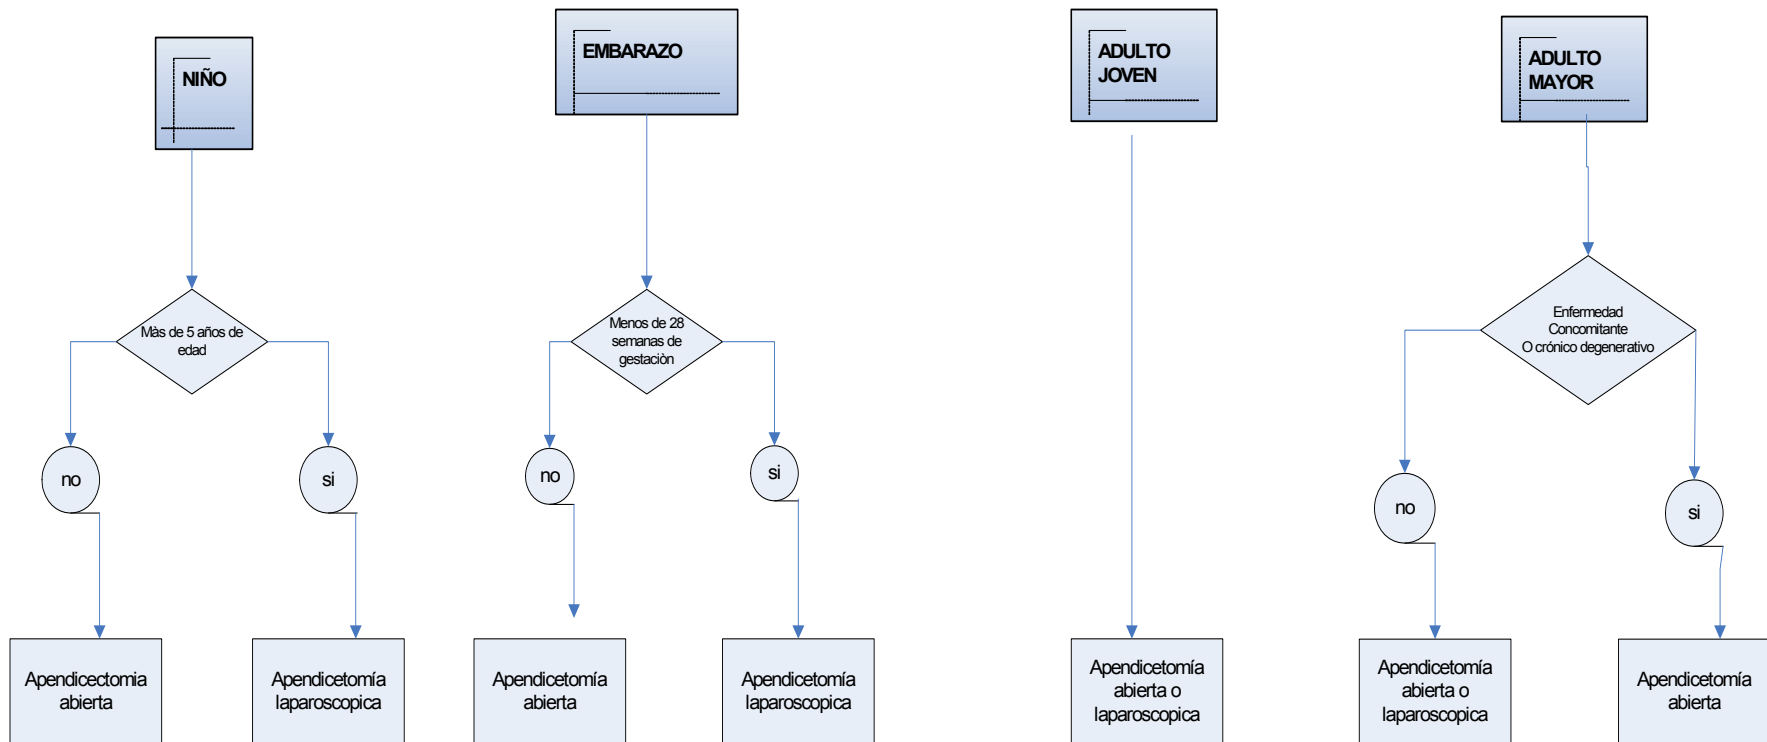 NIÑO
EMBARAZO
ADULTO
JOVEN
ADULTO
MAYOR
Màs de 5 años de
edad
Menos de 28
semanas de
gestaciòn
Enfermedad
Concomitante
O crónico degenerativo
no
si
no
si
no
si
Apendicectomia
abierta
Apendicetomía
laparoscopica
Apendicetomía
abierta
Apendicetomía
laparoscopica
Apendicetomía
abierta o
laparoscopica
Apendicetomía
abierta o
laparoscopica
Apendicetomía
abierta